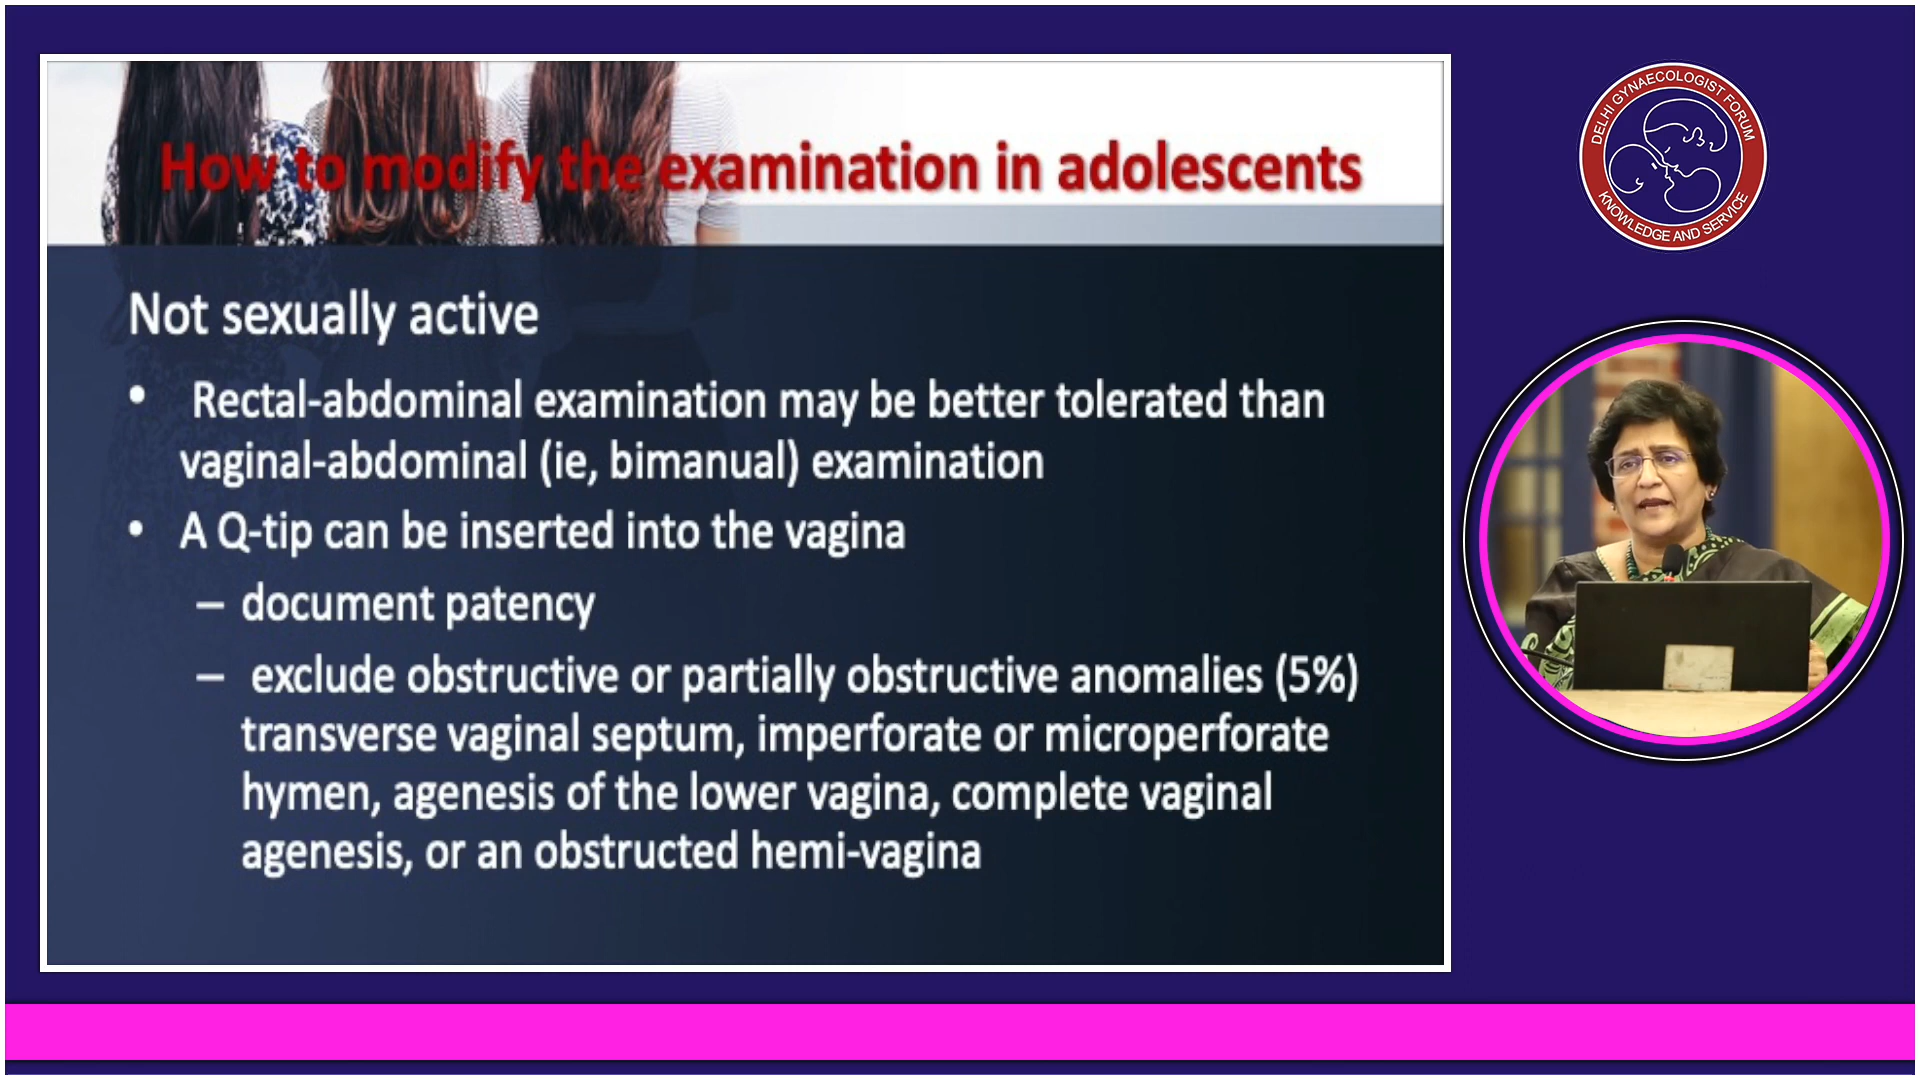 How to modify the examination in adolescents
Not sexually active
• Rectal-abdominal examination may be better tolerated than
vaginal-abdominal (ie, bimanual) examination
• A Q-tip can be inserted into the vagina
– document patency
– exclude obstructive or partially obstructive anomalies (5%)
transverse vaginal septum, imperforate or microperforate
hymen, agenesis of the lower vagina, complete vaginal
agenesis, or an obstructed hemi-vagina
DELHI GYNAECOLOGIST FORUM
KNOWLEDGE AND SERVICE